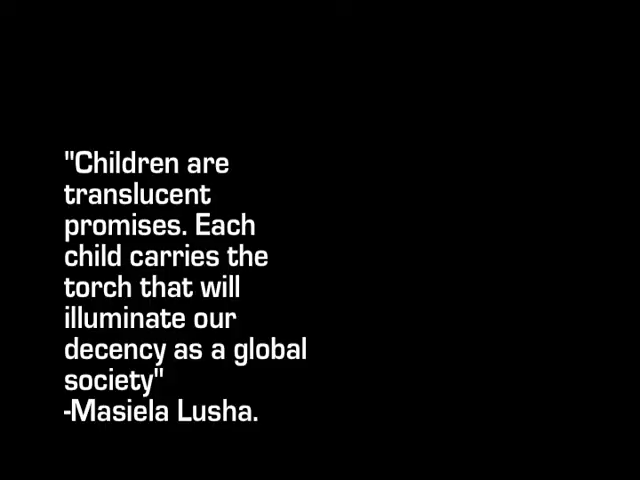 "Children are
translucent
promises. Each
child carries the
torch that will
illuminate our
decency as a global
society"
-Masiela Lusha.